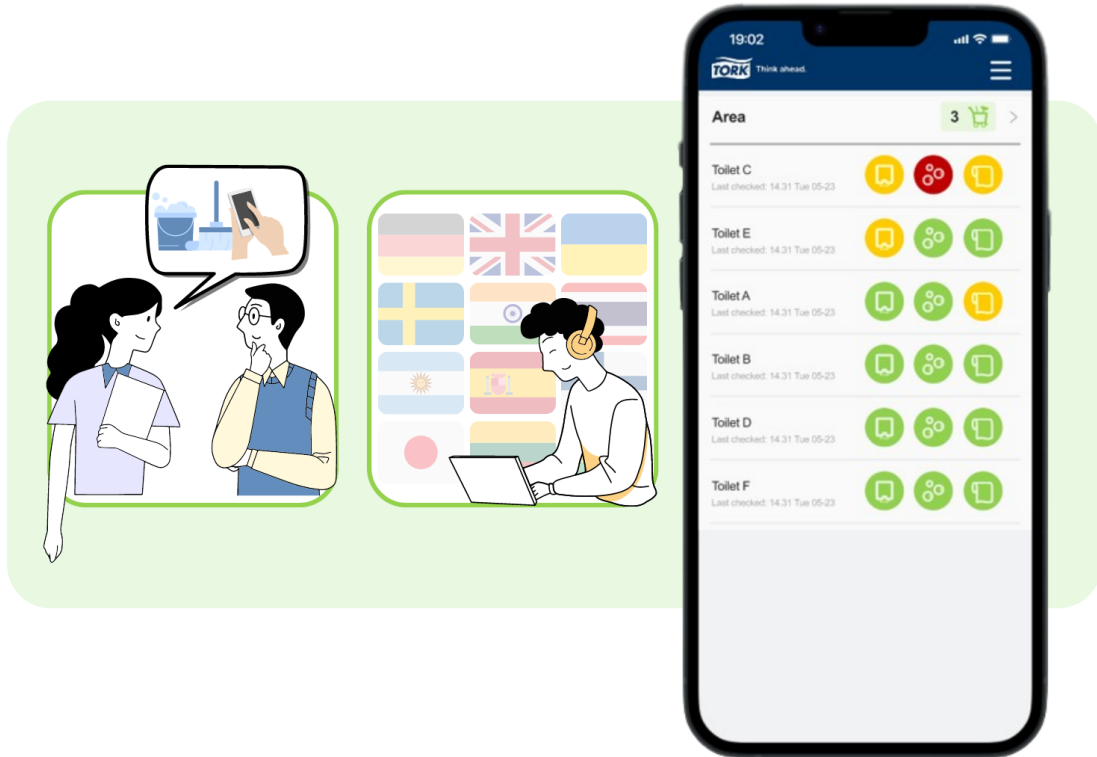 19:02
TORK Think ahead.
Area 3
Toilet C
Last checked: 14.31 Tue 05-23
Toilet E
Last checked: 14.31 Tue 05-23
Toilet A
Last checked: 14.31 Tue 05-23
Toilet B
Last checked: 14.31 Tue 05-23
Toilet D
Last checked: 14.31 Tue 05-23
Toilet F
Last checked: 14.31 Tue 05-23